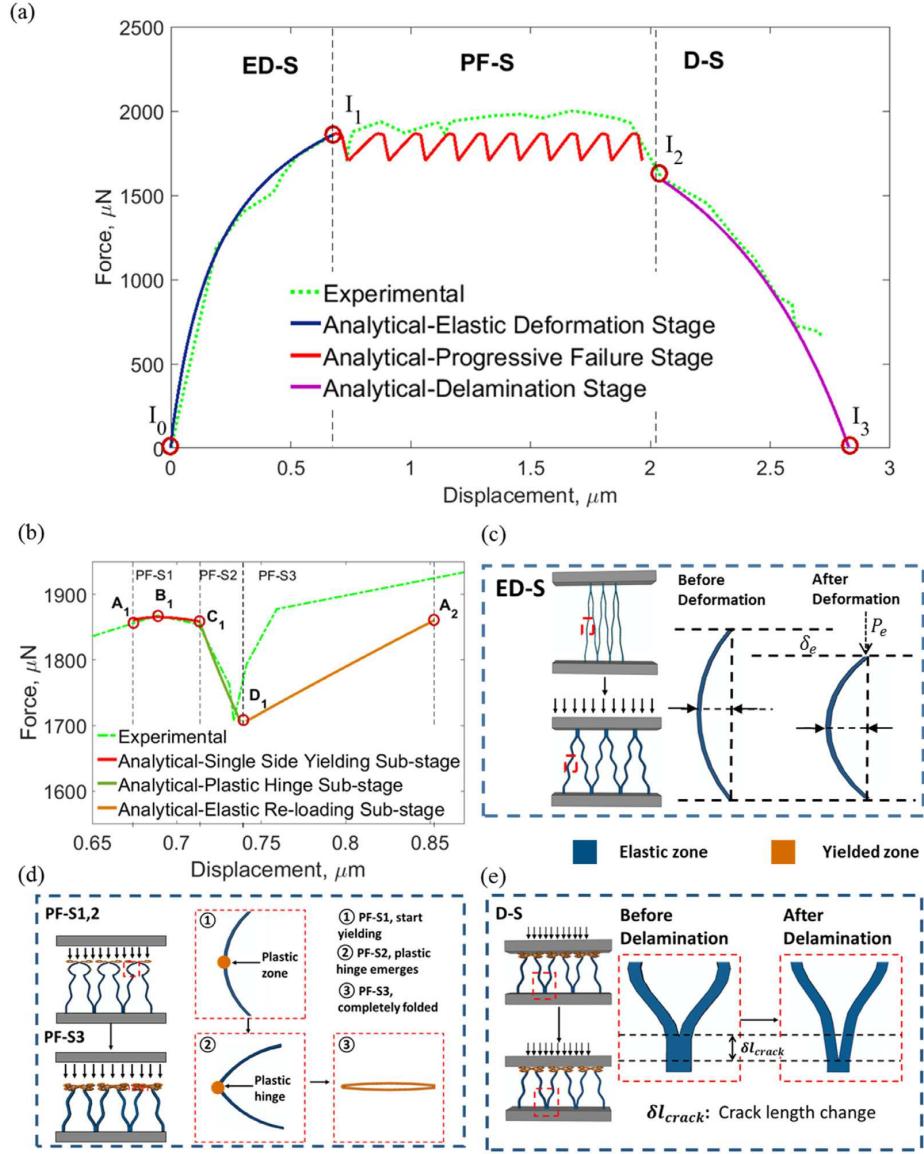 (a)
2500
2000
1500
1000
500
0
Force, μN
ED-S
PF-S
D-S
I0
I1
I2
I3
Experimental
Analytical-Elastic Deformation Stage
Analytical-Progressive Failure Stage
Analytical-Delamination Stage
0
0.5
1
1.5
2
2.5
3
Displacement, μm
(b)
1950
1900
1800
1700
1600
Force, μN
PF-S1
PF-S2
PF-S3
A1
B1
C1
D1
A2
Experimental
Analytical-Single Side Yielding Sub-stage
Analytical-Plastic Hinge Sub-stage
Analytical-Elastic Re-loading Sub-stage
0.65
0.7
0.75
0.8
0.85
Displacement, μm
(c)
ED-S
Before
Deformation
After
Deformation
δe
Pe
Elastic zone
Yielded zone
(d)
PF-S1,2
PF-S3
①
Plastic
zone
②
Plastic
hinge
③
① PF-S1, start
yielding
② PF-S2, plastic
hinge emerges
③ PF-S3,
completely folded
(e)
D-S
Before
Delamination
After
Delamination
δlcrack
δlcrack: Crack length change